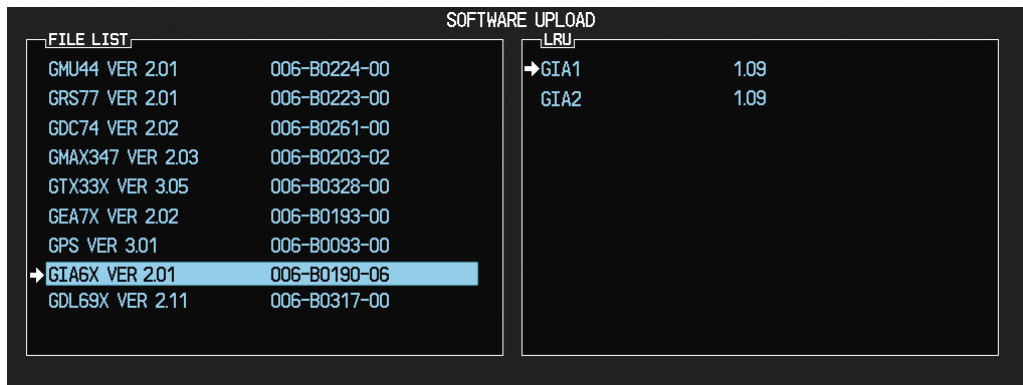 SOFTWARE UPLOAD
FILE LIST
GMU44 VER 2.01 006-B0224-00
GRS77 VER 2.01 006-B0223-00
GDC74 VER 2.02 006-B0261-00
GMAX347 VER 2.03 006-B0203-02
GTX33X VER 3.05 006-B0328-00
GEA7X VER 2.02 006-B0193-00
GPS VER 3.01 006-B0093-00
GIA6X VER 2.01 006-B0190-06
GDL69X VER 2.11 006-B0317-00
LRU
GIA1 1.09
GIA2 1.09